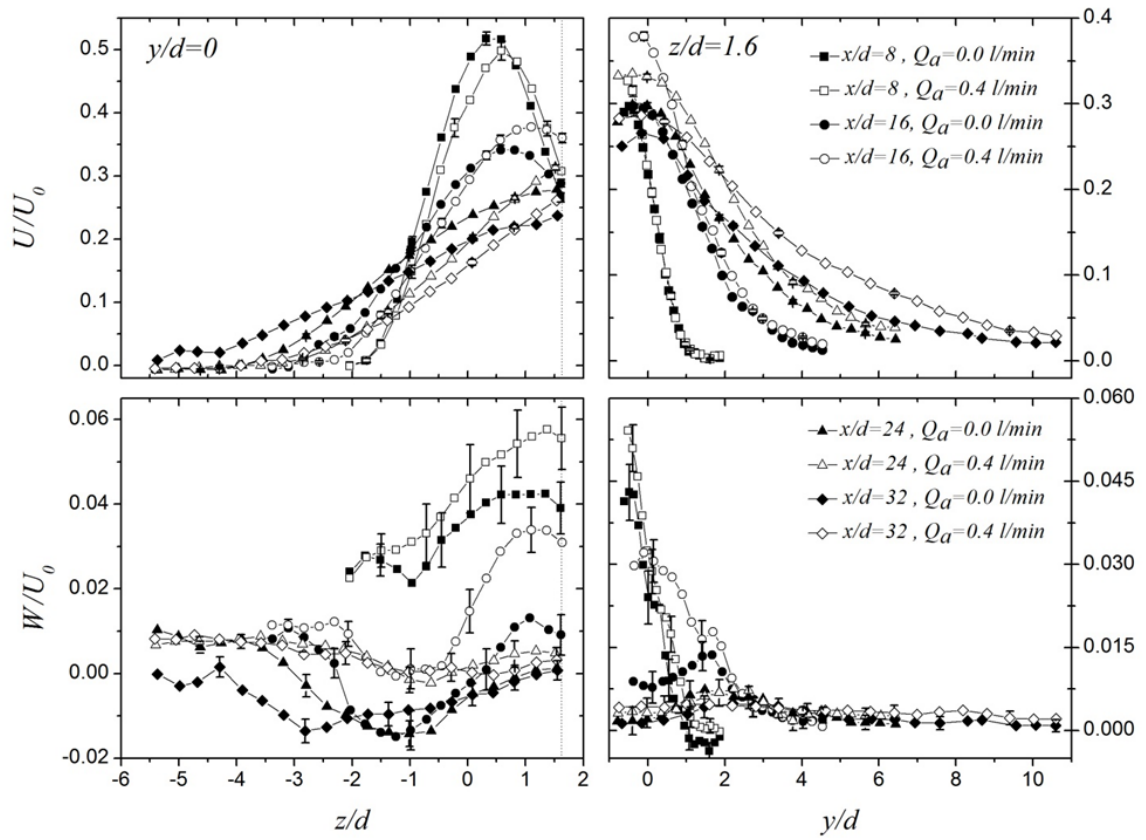 y/d=0
z/d=1.6
0.5
0.4
0.3
0.2
0.1
0.0
U/U0
0.4
0.3
0.2
0.1
0.0
x/d=8 , Qa=0.0 l/min
x/d=8 , Qa=0.4 l/min
x/d=16, Qa=0.0 l/min
x/d=16, Qa=0.4 l/min
0.06
0.04
0.02
0.00
-0.02
W/U0
0.060
0.045
0.030
0.015
0.000
x/d=24 , Qa=0.0 l/min
x/d=24 , Qa=0.4 l/min
x/d=32 , Qa=0.0 l/min
x/d=32 , Qa=0.4 l/min
-6 -5 -4 -3 -2 -1 0 1 2
0 2 4 6 8 10
z/d
y/d